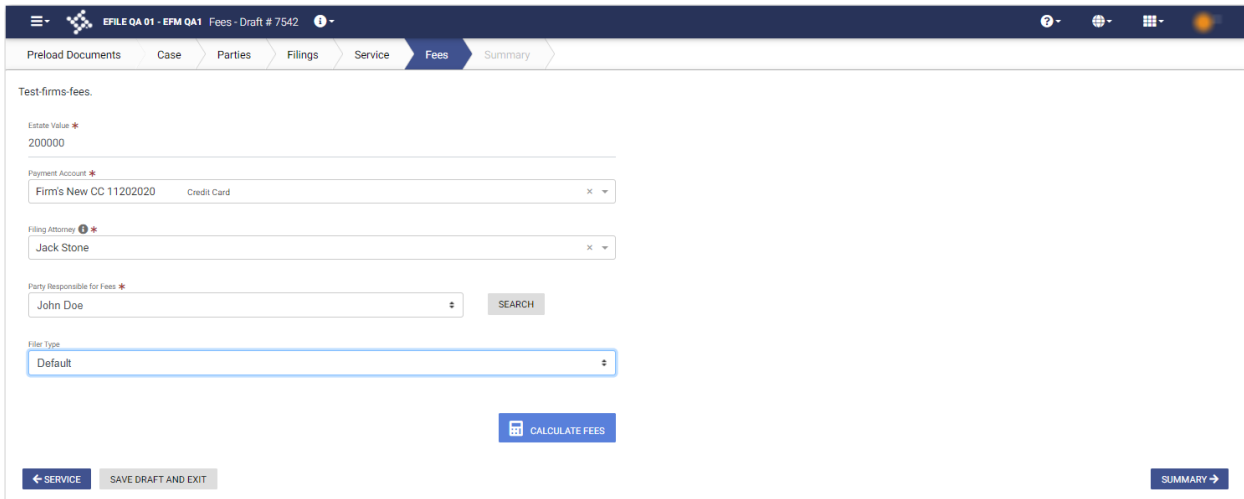 EFILE QA 01 - EFM QA1 Fees - Draft # 7542
Preload Documents Case Parties Filings Service Fees Summary
Test-firms-fees.
Estate Value *
200000
Payment Account *
Firm's New CC 11202020 Credit Card
Filing Attorney *
Jack Stone
Party Responsible for Fees *
John Doe SEARCH
Filer Type
Default
CALCULATE FEES
SERVICE SAVE DRAFT AND EXIT SUMMARY